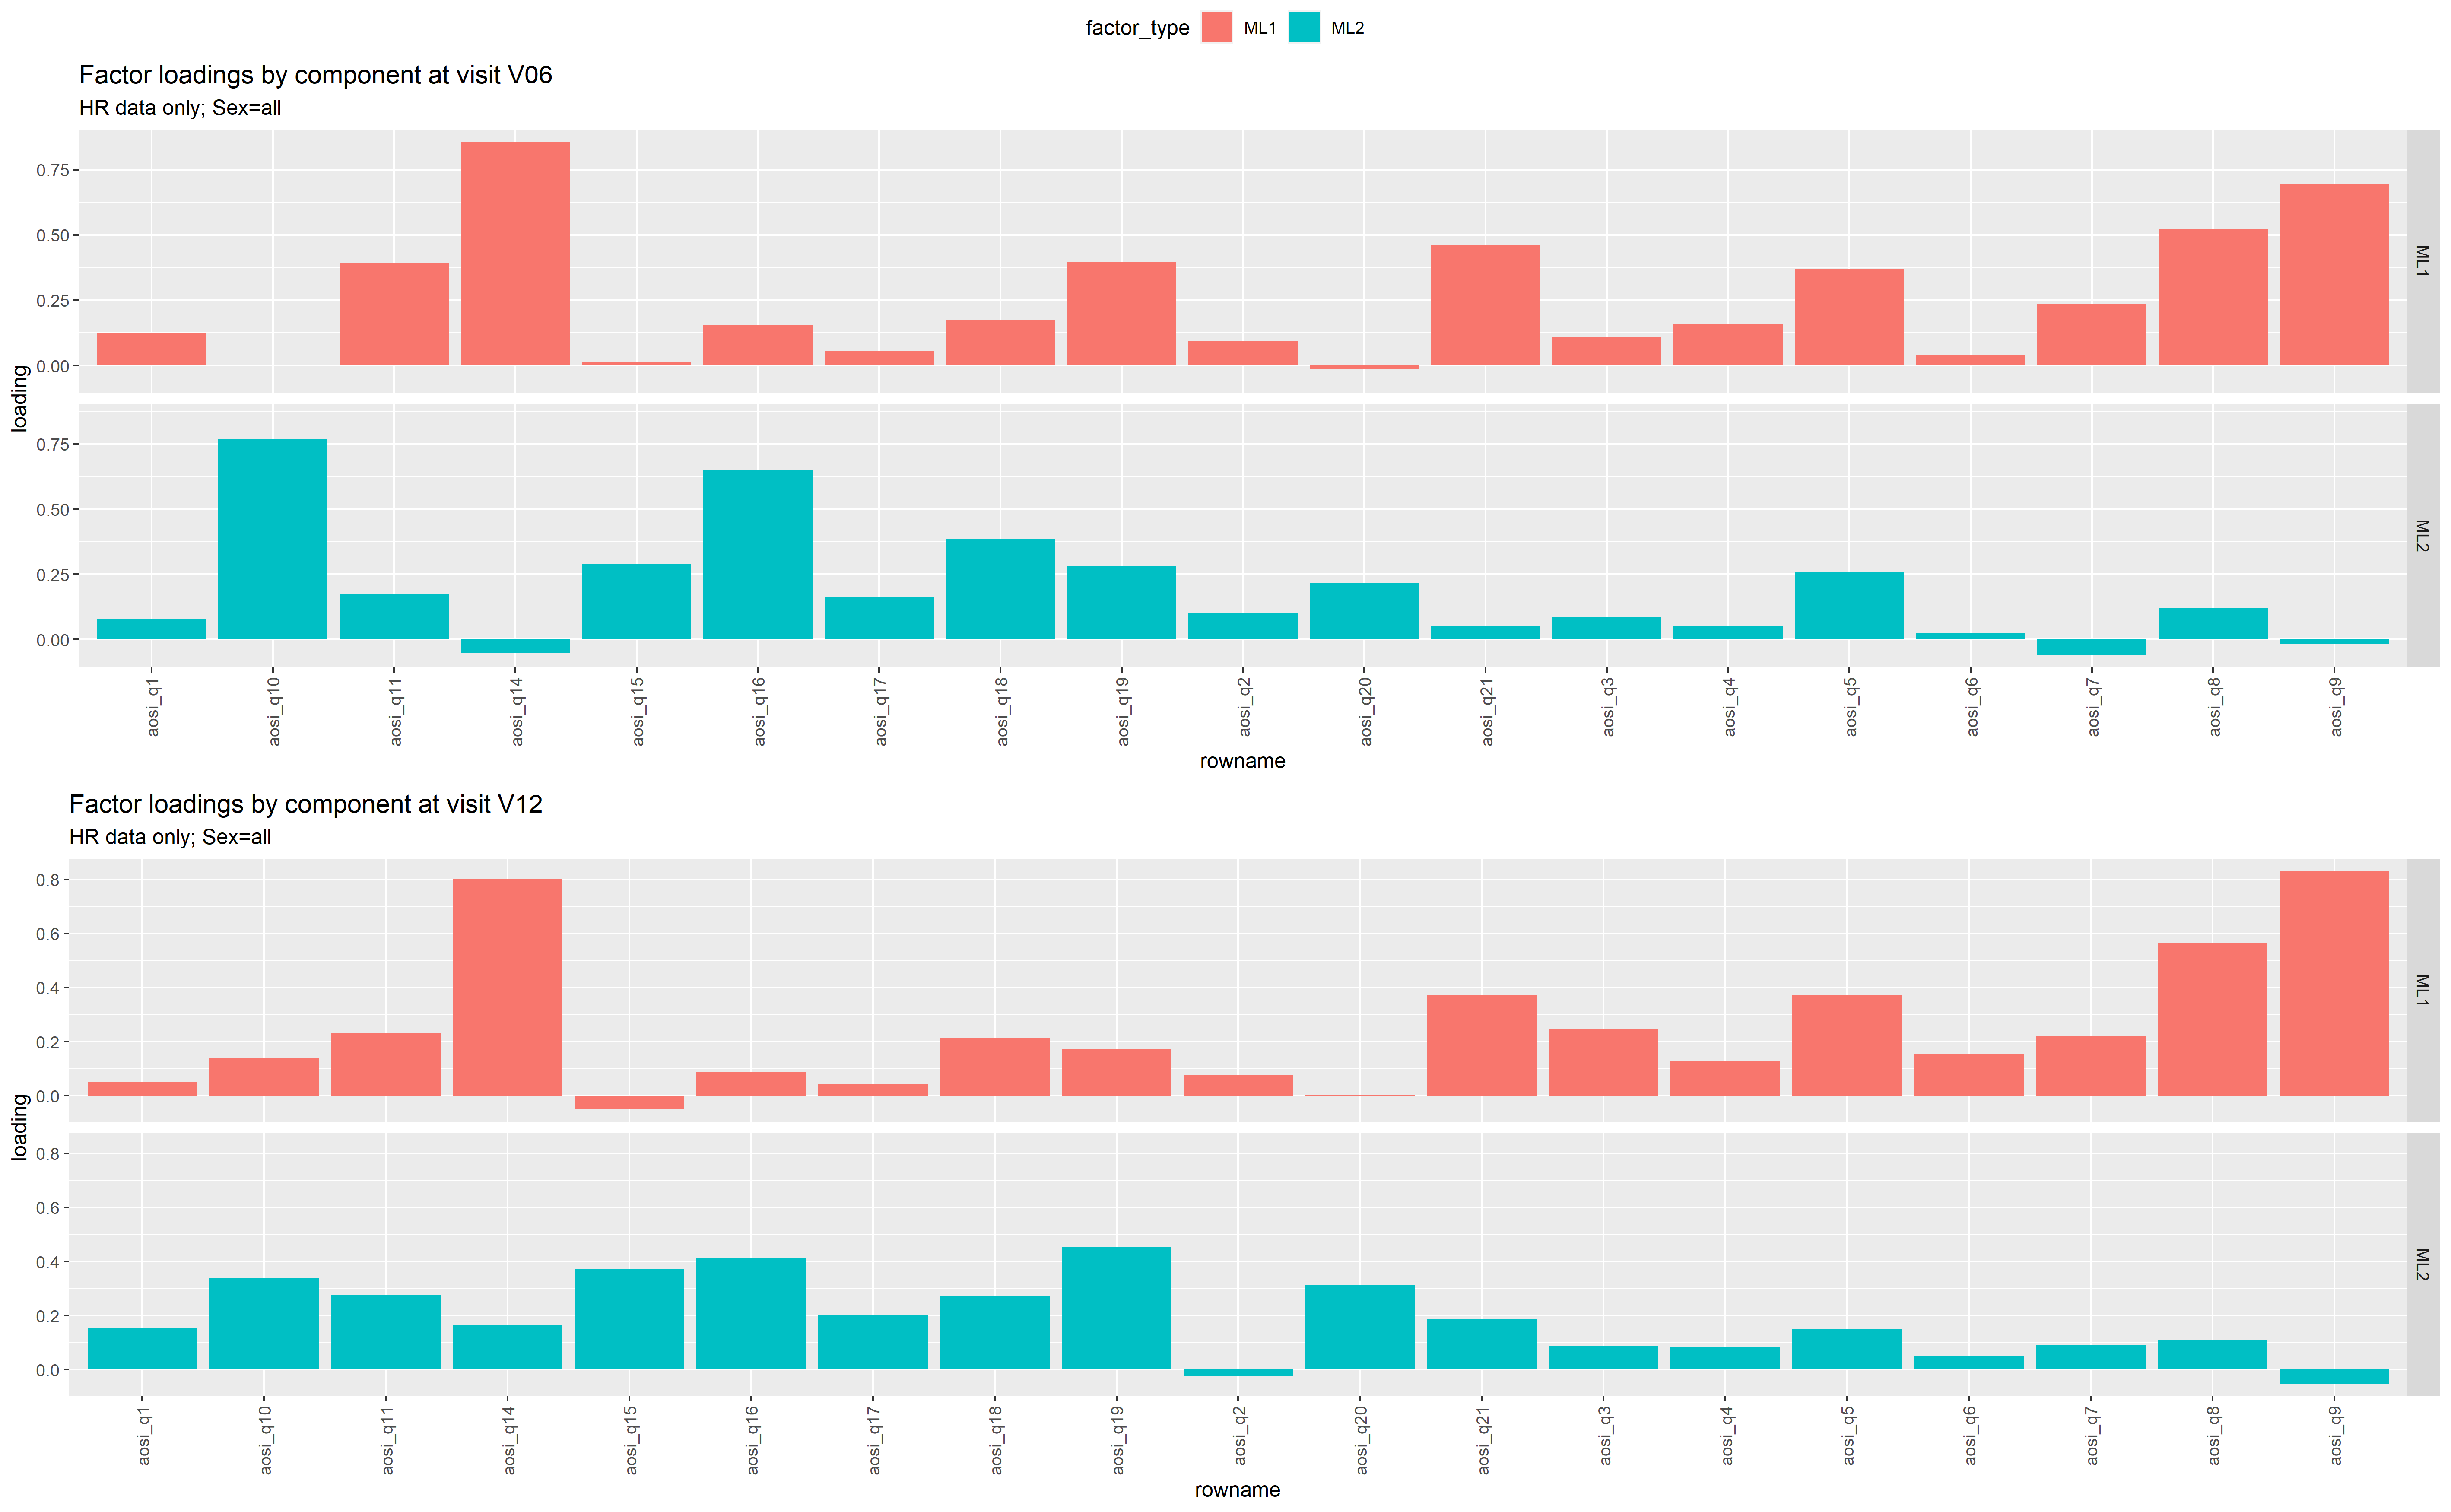 factor_type ML1 ML2
Factor loadings by component at visit V06
HR data only; Sex=all
0.75
0.50
0.25
0.00
ML1
loading
0.75
0.50
0.25
0.00
ML2
aosi_q1 aosi_q10 aosi_q11 aosi_q14 aosi_q15 aosi_q16 aosi_q17 aosi_q18 aosi_q19 aosi_q2 aosi_q20 aosi_q21 aosi_q3 aosi_q4 aosi_q5 aosi_q6 aosi_q7 aosi_q8 aosi_q9
rowname
Factor loadings by component at visit V12
HR data only; Sex=all
0.8
0.6
0.4
0.2
0.0
ML1
loading
0.8
0.6
0.4
0.2
0.0
ML2
aosi_q1 aosi_q10 aosi_q11 aosi_q14 aosi_q15 aosi_q16 aosi_q17 aosi_q18 aosi_q19 aosi_q2 aosi_q20 aosi_q21 aosi_q3 aosi_q4 aosi_q5 aosi_q6 aosi_q7 aosi_q8 aosi_q9
rowname